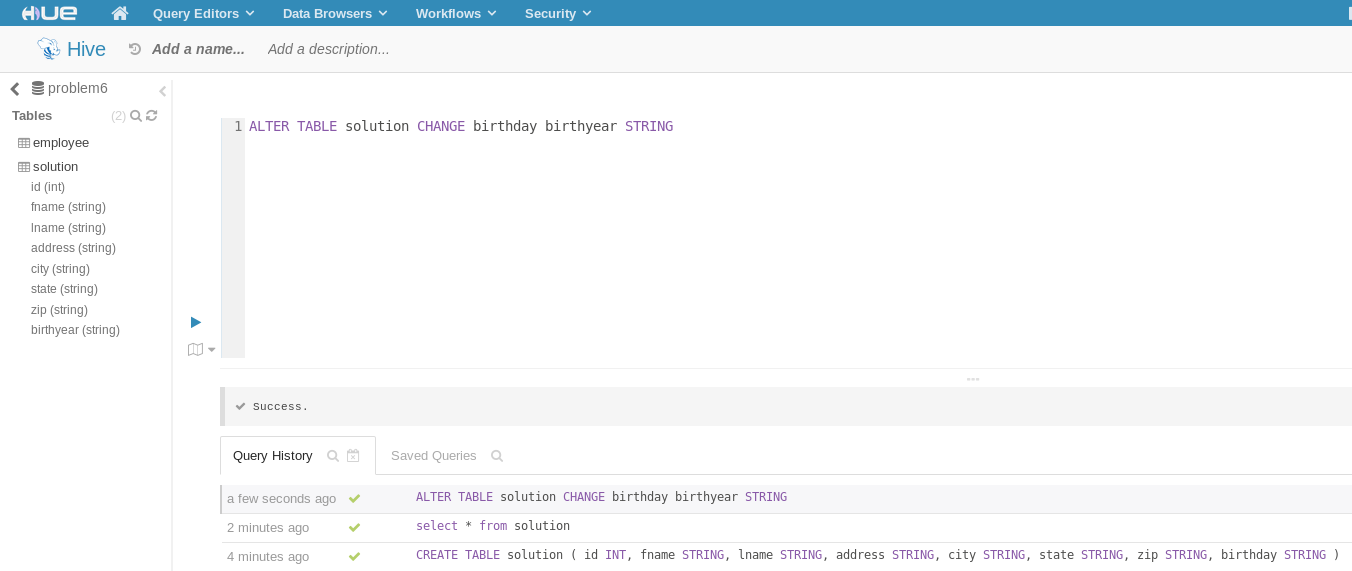 HUE Query Editors Data Browsers Workflows Security
Hive Add a name... Add a description...
problem6
Tables (2)
employee
solution
id (int)
fname (string)
lname (string)
address (string)
city (string)
state (string)
zip (string)
birthyear (string)
1 ALTER TABLE solution CHANGE birthday birthyear STRING
Success.
Query History Saved Queries
a few seconds ago ALTER TABLE solution CHANGE birthday birthyear STRING
2 minutes ago select * from solution
4 minutes ago CREATE TABLE solution ( id INT, fname STRING, lname STRING, address STRING, city STRING, state STRING, zip STRING, birthday STRING )